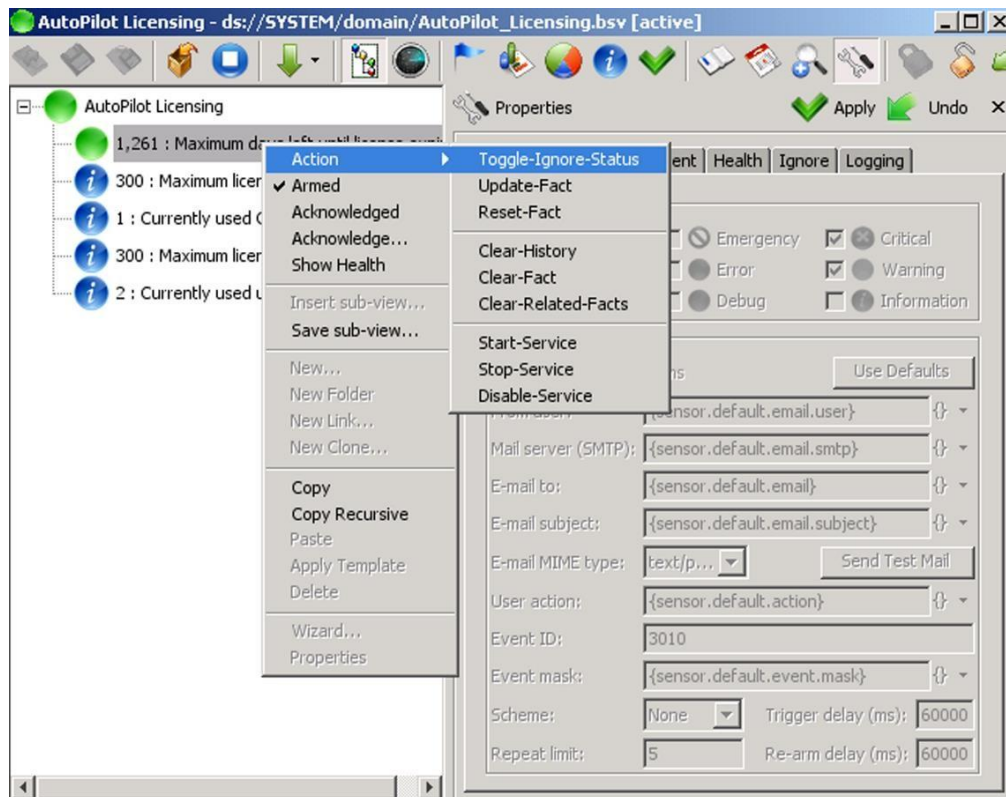 AutoPilot Licensing - ds://SYSTEM/domain/AutoPilot_Licensing.bsv [active]
AutoPilot Licensing
1,261 : Maximum days left until license
300 : Maximum licer
1 : Currently used
300 : Maximum licer
2 : Currently used u
Action
Armed
Acknowledged
Acknowledge...
Show Health
Insert sub-view...
Save sub-view...
New...
New Folder
New Link...
New Clone...
Copy
Copy Recursive
Paste
Apply Template
Delete
Wizard...
Properties
Toggle-Ignore-Status
Update-Fact
Reset-Fact
Clear-History
Clear-Fact
Clear-Related-Facts
Start-Service
Stop-Service
Disable-Service
Properties
Apply
Undo
ent
Health
Ignore
Logging
Emergency
Critical
Error
Warning
Debug
Information
ns
Use Defaults
{sensor.default.email.user}
{}
Mail server (SMTP):
{sensor.default.email.smtp}
{}
E-mail to:
{sensor.default.email}
{}
E-mail subject:
{sensor.default.email.subject}
{}
E-mail MIME type:
text/p...
Send Test Mail
User action:
{sensor.default.action}
{}
Event ID:
3010
Event mask:
{sensor.default.event.mask}
{}
Scheme:
None
Trigger delay (ms):
60000
Repeat limit:
5
Re-arm delay (ms):
60000